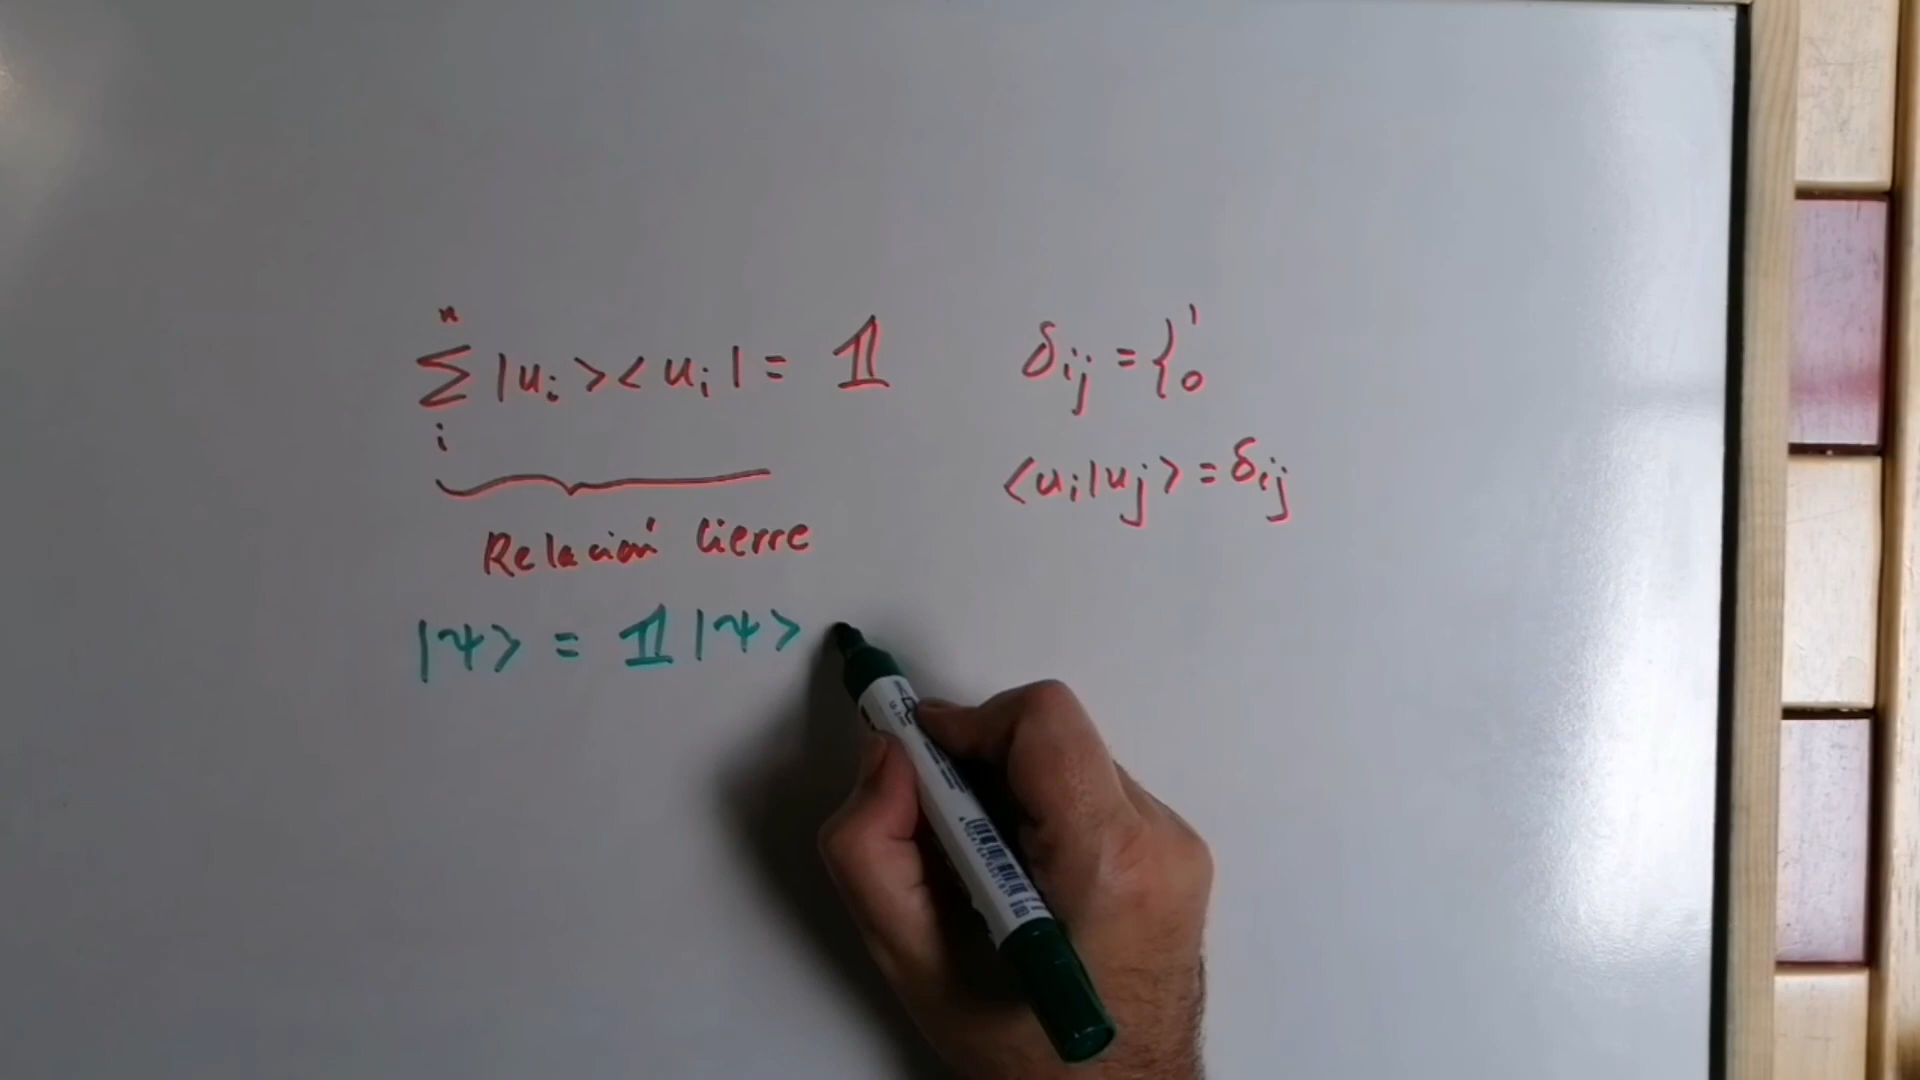 n
∑ |uᵢ><uᵢ| = 𝟙
i
Relación Cierre
δᵢⱼ = { 1
0
<uᵢ|uⱼ> = δᵢⱼ
|ψ> = 𝟙|ψ>